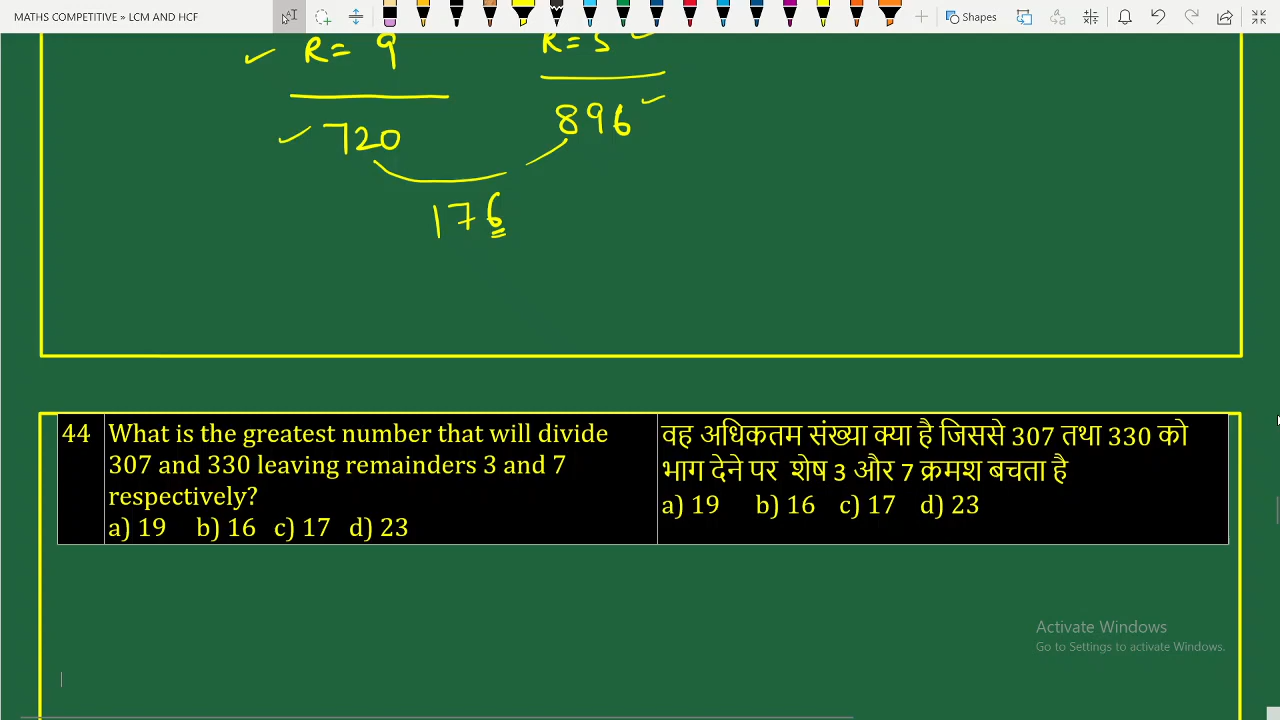 MATHS COMPETITIVE » LCM AND HCF
Shapes
R = 9
R = 5
720
896
176
44
What is the greatest number that will divide
307 and 330 leaving remainders 3 and 7
respectively?
a) 19 b) 16 c) 17 d) 23
वह अधिकतम संख्या क्या है जिससे 307 तथा 330 को
भाग देने पर शेष 3 और 7 क्रमश बचता है
a) 19 b) 16 c) 17 d) 23
Activate Windows
Go to Settings to activate Windows.